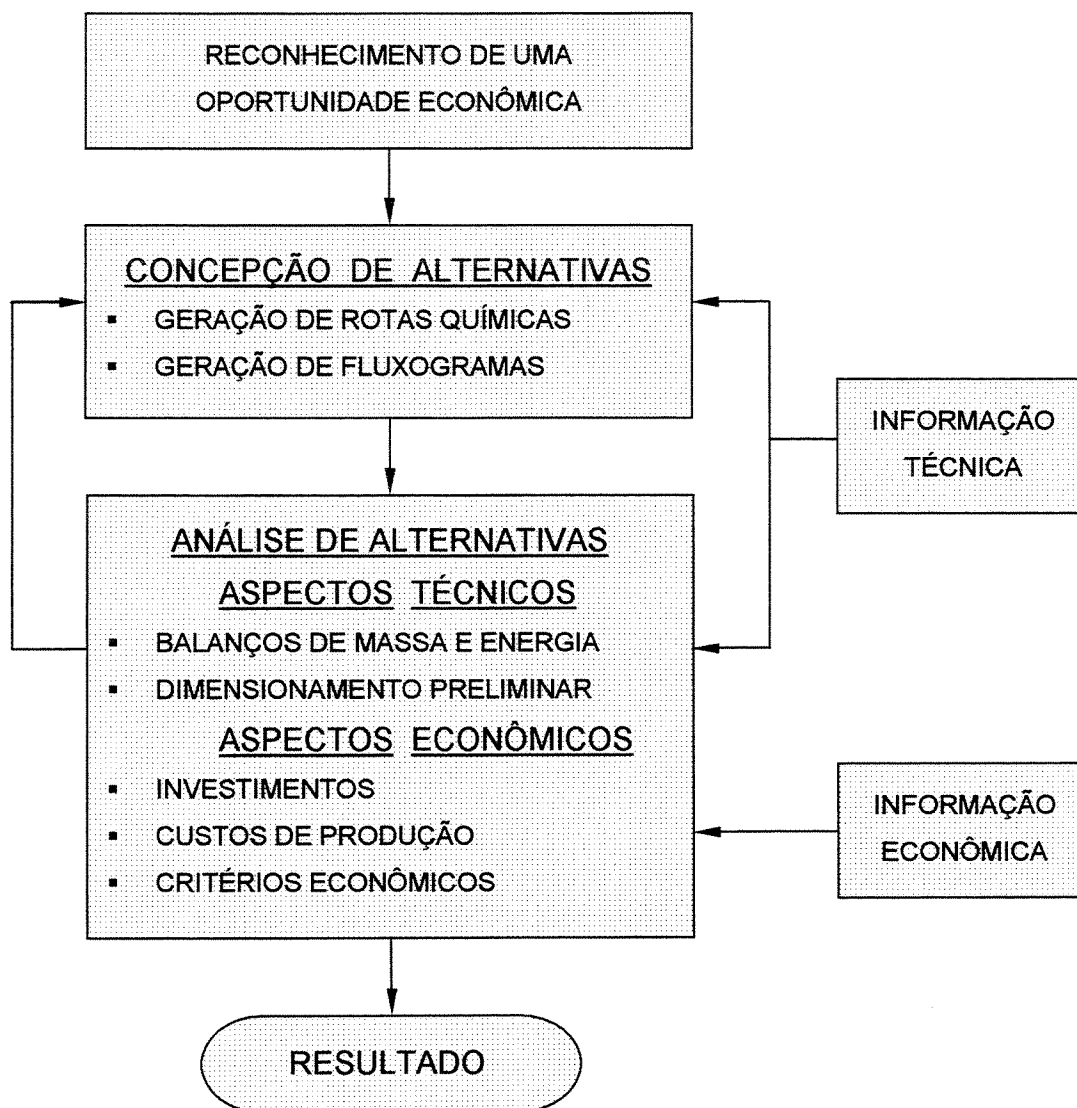 RECONHECIMENTO DE UMA
OPORTUNIDADE ECONÔMICA
CONCEPÇÃO DE ALTERNATIVAS
▪ GERAÇÃO DE ROTAS QUÍMICAS
▪ GERAÇÃO DE FLUXOGRAMAS
INFORMAÇÃO
TÉCNICA
ANÁLISE DE ALTERNATIVAS
ASPECTOS TÉCNICOS
▪ BALANÇOS DE MASSA E ENERGIA
▪ DIMENSIONAMENTO PRELIMINAR
ASPECTOS ECONÔMICOS
▪ INVESTIMENTOS
▪ CUSTOS DE PRODUÇÃO
▪ CRITÉRIOS ECONÔMICOS
INFORMAÇÃO
ECONÔMICA
RESULTADO